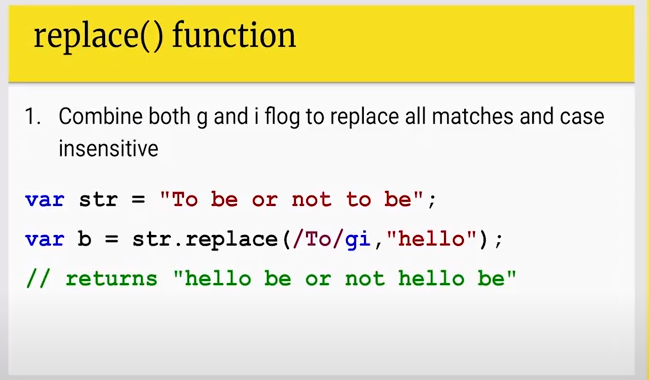 replace() function
1. Combine both g and i flog to replace all matches and case
insensitive
var str = "To be or not to be";
var b = str.replace(/To/gi,"hello");
// returns "hello be or not hello be"